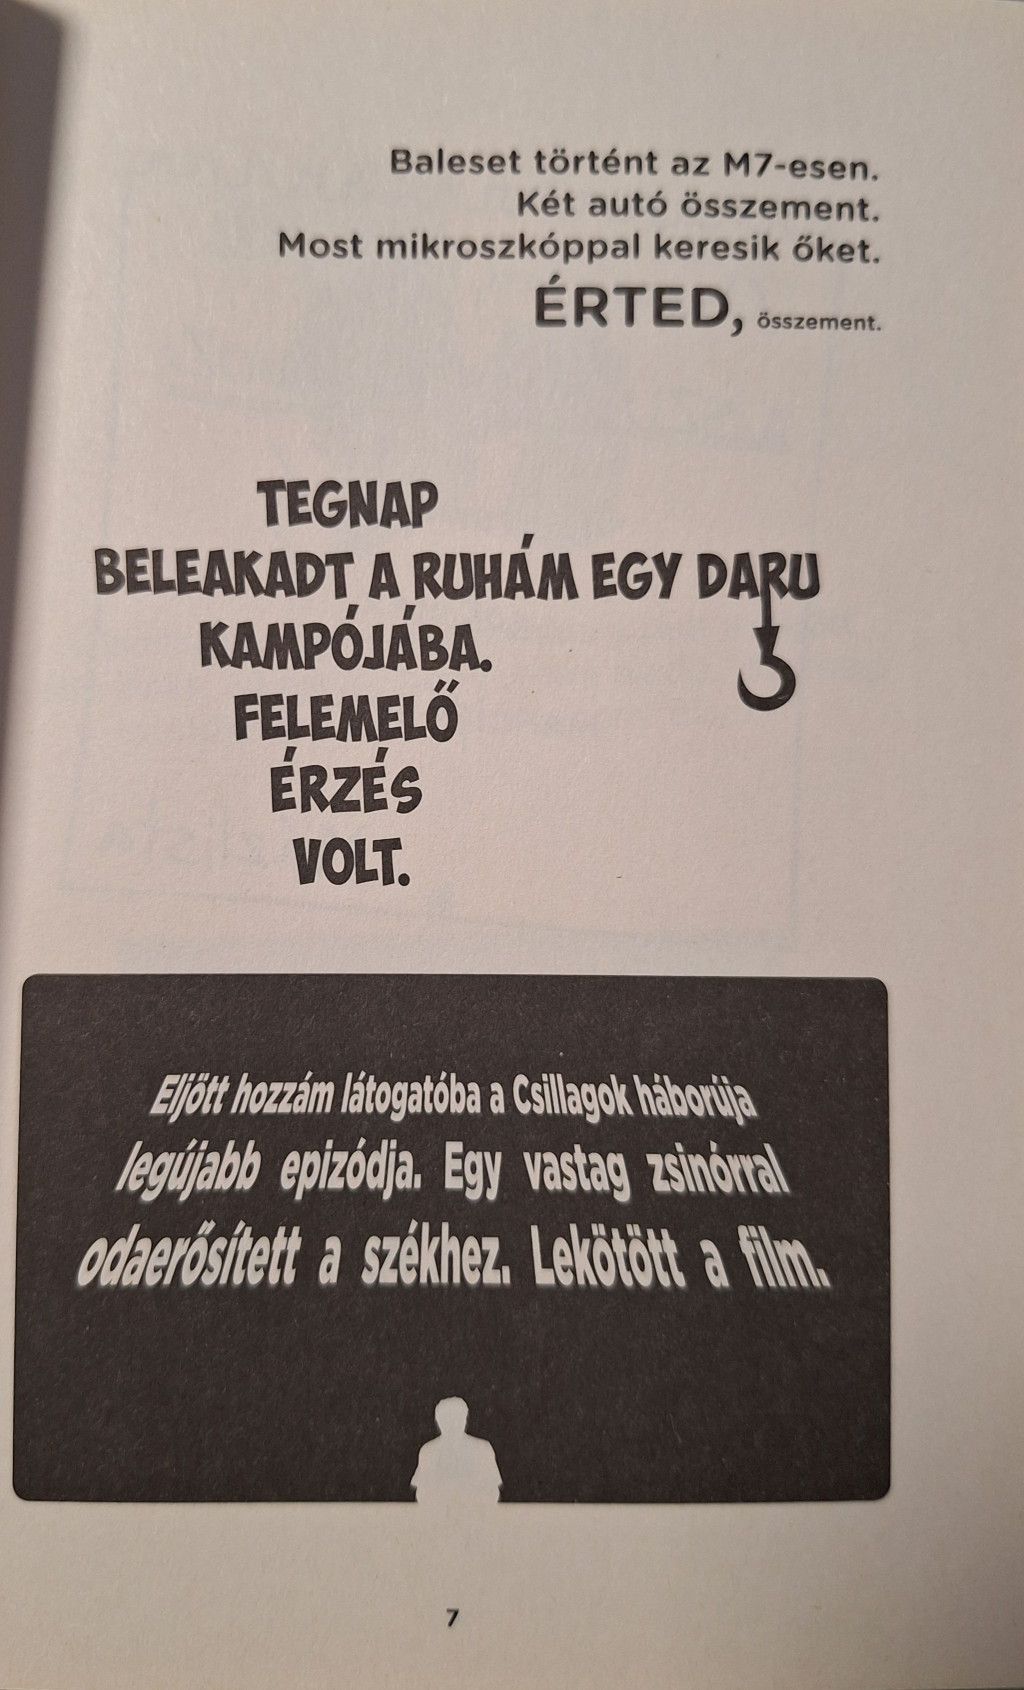 Baleset történt az M7-esen.
Két autó összement.
Most mikroszkóppal keresik őket.
ÉRTED, összement.
TEGNAP
BELEAKADT A RUHÁM EGY DARU
KAMPÓJÁBA.
FELEMELŐ
ÉRZÉS
VOLT.
Eljött hozzám látogatóba a Csillagok háborúja
legújabb epizódja. Egy vastag zsinórral
odaerősített a székhez. Lekötött a film.
7